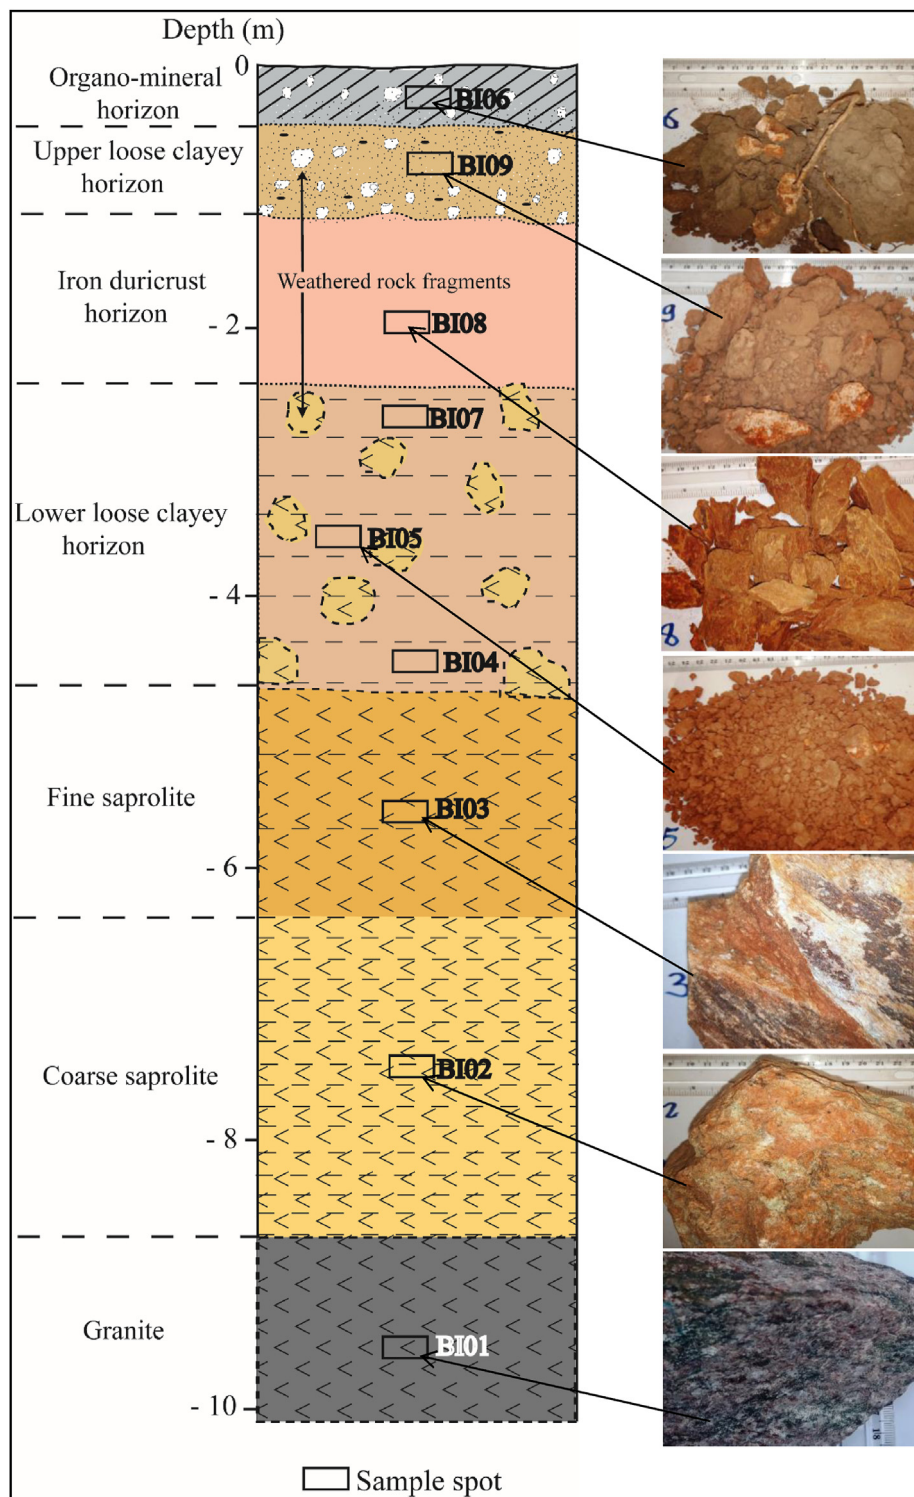 Depth (m)
0
Organo-mineral
horizon
BI06
Upper loose clayey
horizon
BI09
Iron duricrust
horizon
Weathered rock fragments
- 2
BI08
BI07
Lower loose clayey
horizon
BI05
- 4
BI04
Fine saprolite
BI03
- 6
Coarse saprolite
BI02
- 8
Granite
BI01
- 10
Sample spot
6
9
8
5
3
2
18